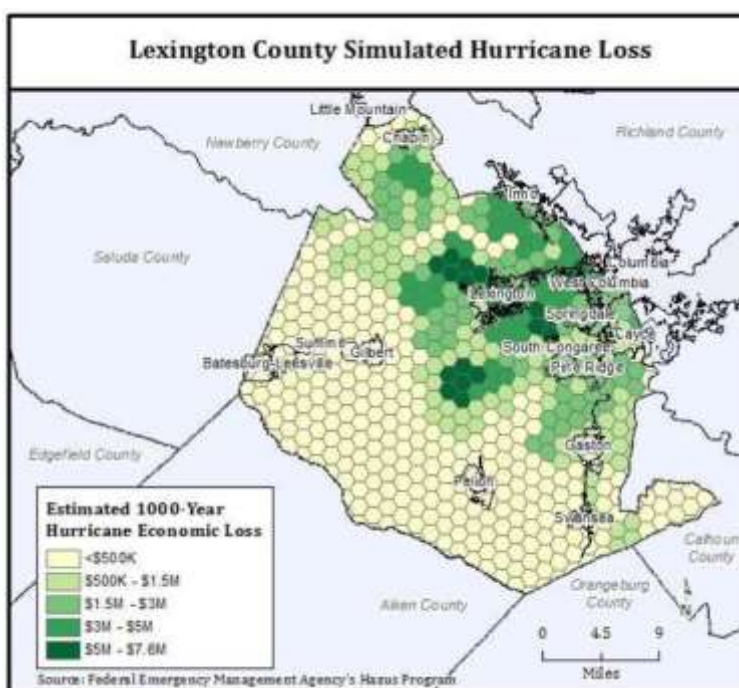 Lexington County Simulated Hurricane Loss
Little Mountain
Newberry County
Chapin
Richland County
Irmo
Saluda County
Columbia
West Columbia
Lexington
Springdale
Cayce
Summit
South Congaree
Batesburg-Leesville
Gilbert
Pine Ridge
Edgefield County
Gaston
Pelion
Swansea
Calhoun
County
Orangeburg
County
Aiken County
N
Estimated 1000-Year
Hurricane Economic Loss
<$500K
$500K - $1.5M
$1.5M - $3M
$3M - $5M
$5M - $7.6M
0 4.5 9
Miles
Source: Federal Emergency Management Agency's Hazus Program